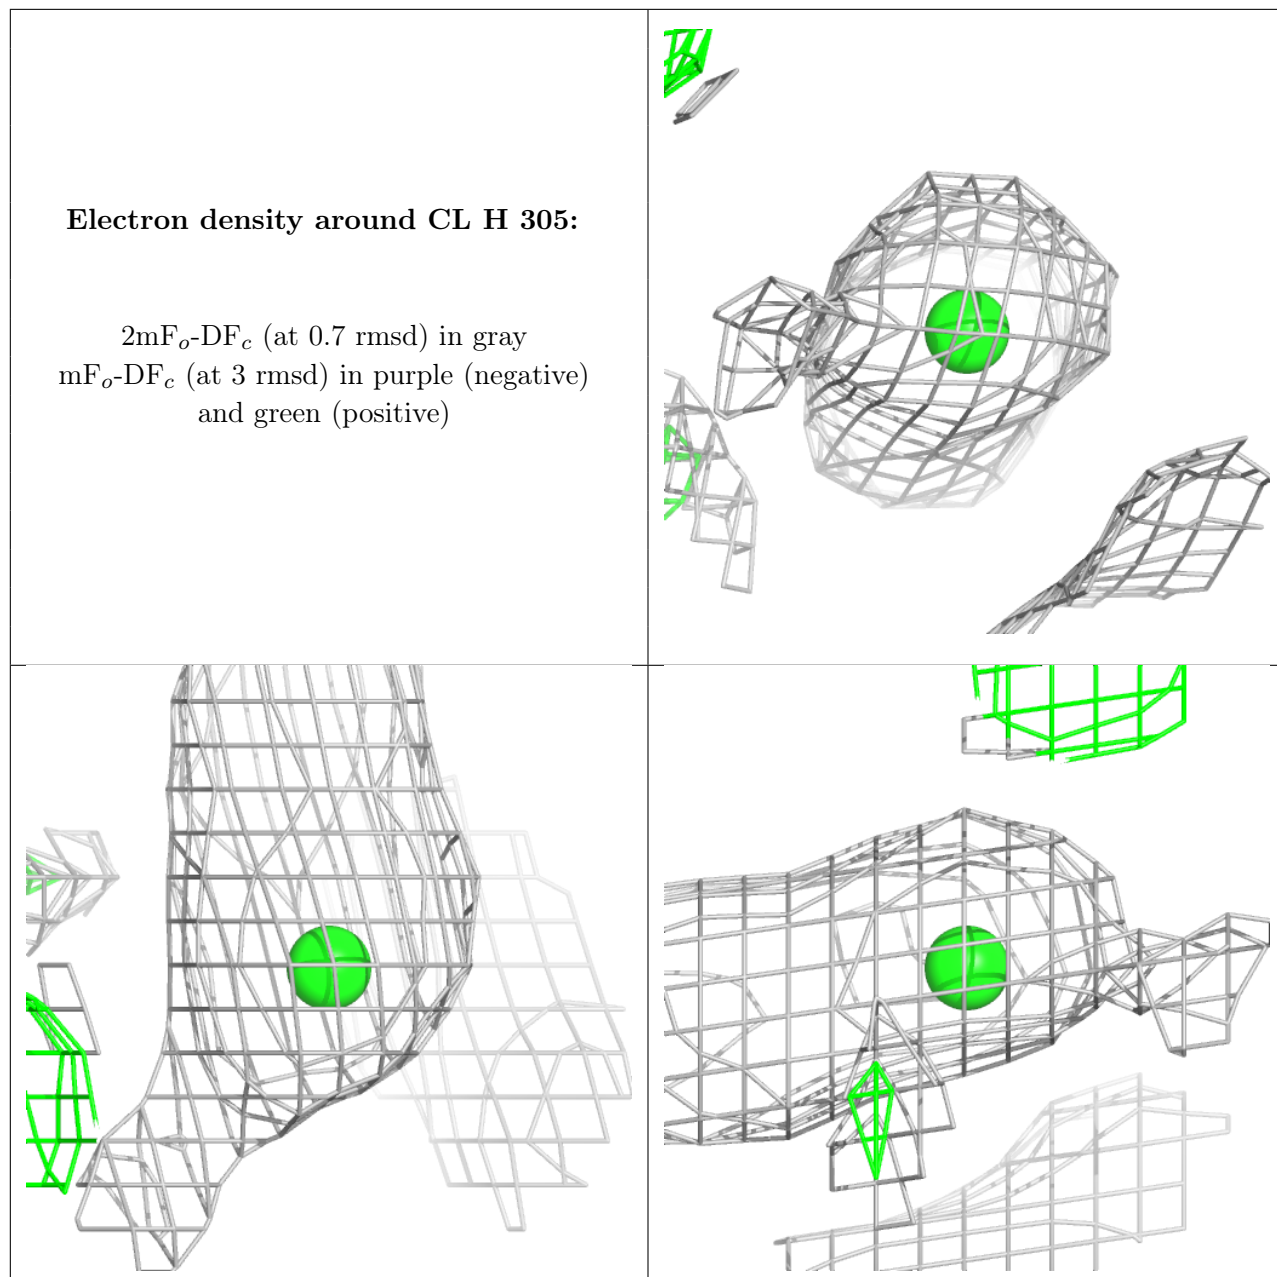 Electron density around CL H 305:
2mFo-DFc (at 0.7 rmsd) in gray
mFo-DFc (at 3 rmsd) in purple (negative)
and green (positive)